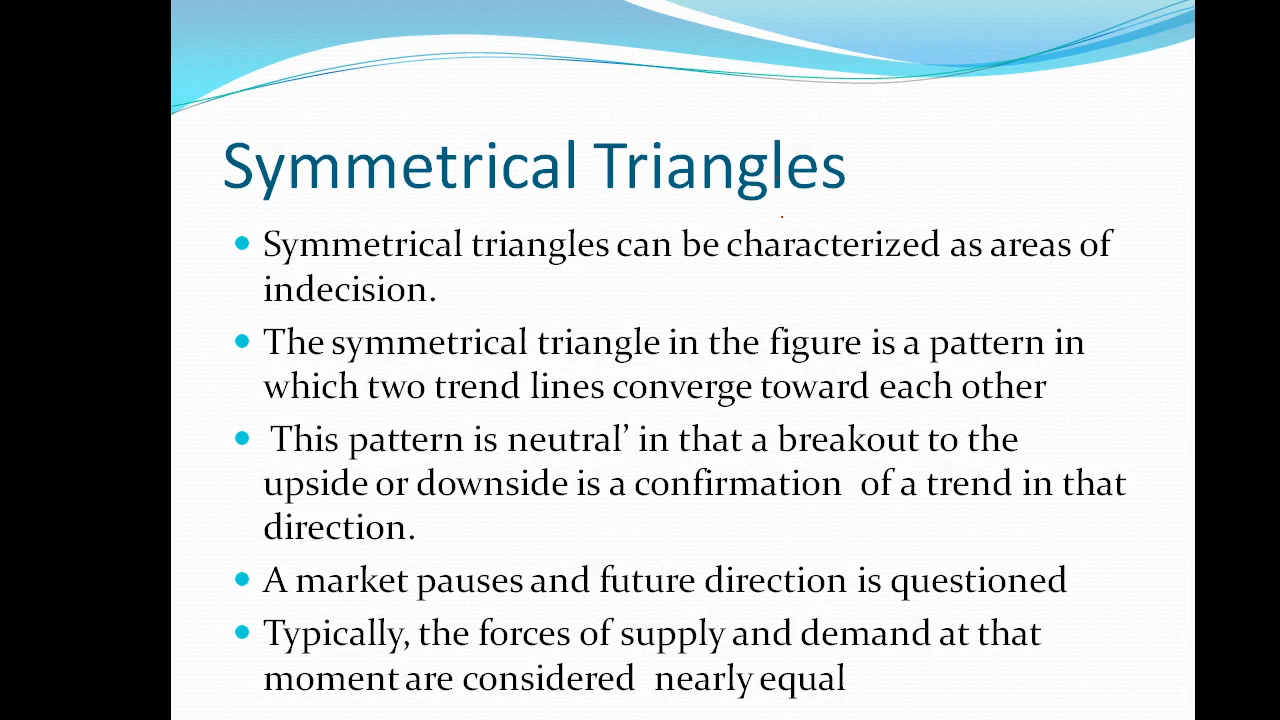 Symmetrical Triangles
Symmetrical triangles can be characterized as areas of
indecision.
The symmetrical triangle in the figure is a pattern in
which two trend lines converge toward each other
This pattern is neutral’ in that a breakout to the
upside or downside is a confirmation of a trend in that
direction.
A market pauses and future direction is questioned
Typically, the forces of supply and demand at that
moment are considered nearly equal